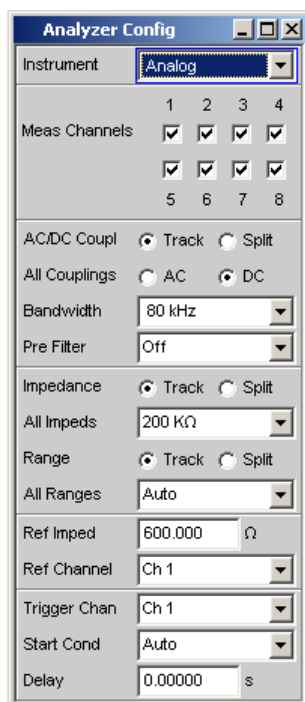 Analyzer Config
Instrument Analog
1 2 3 4
Meas Channels
5 6 7 8
AC/DC Coupl Track Split
All Couplings AC DC
Bandwidth 80 kHz
Pre Filter Off
Impedance Track Split
All Impeds 200 KΩ
Range Track Split
All Ranges Auto
Ref Imped 600.000 Ω
Ref Channel Ch 1
Trigger Chan Ch 1
Start Cond Auto
Delay 0.00000 s